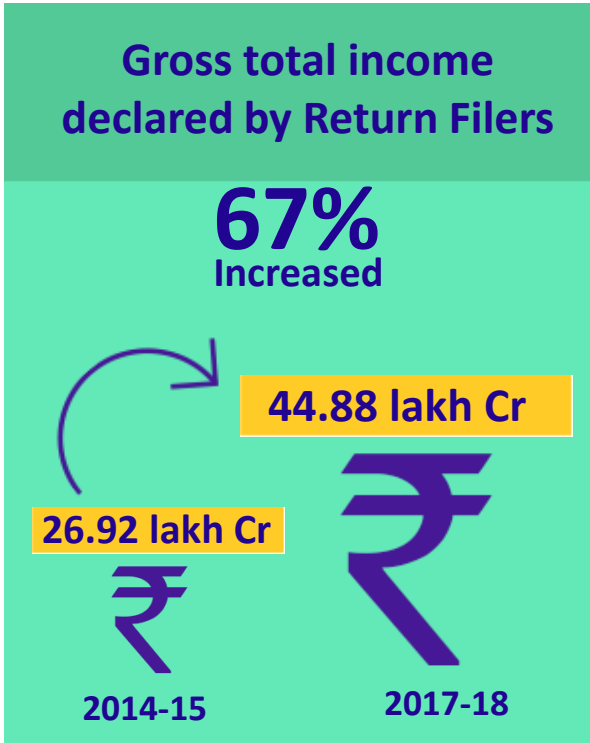 Gross total income
declared by Return Filers
67%
Increased
44.88 lakh Cr
26.92 lakh Cr
₹
₹
2014-15
2017-18